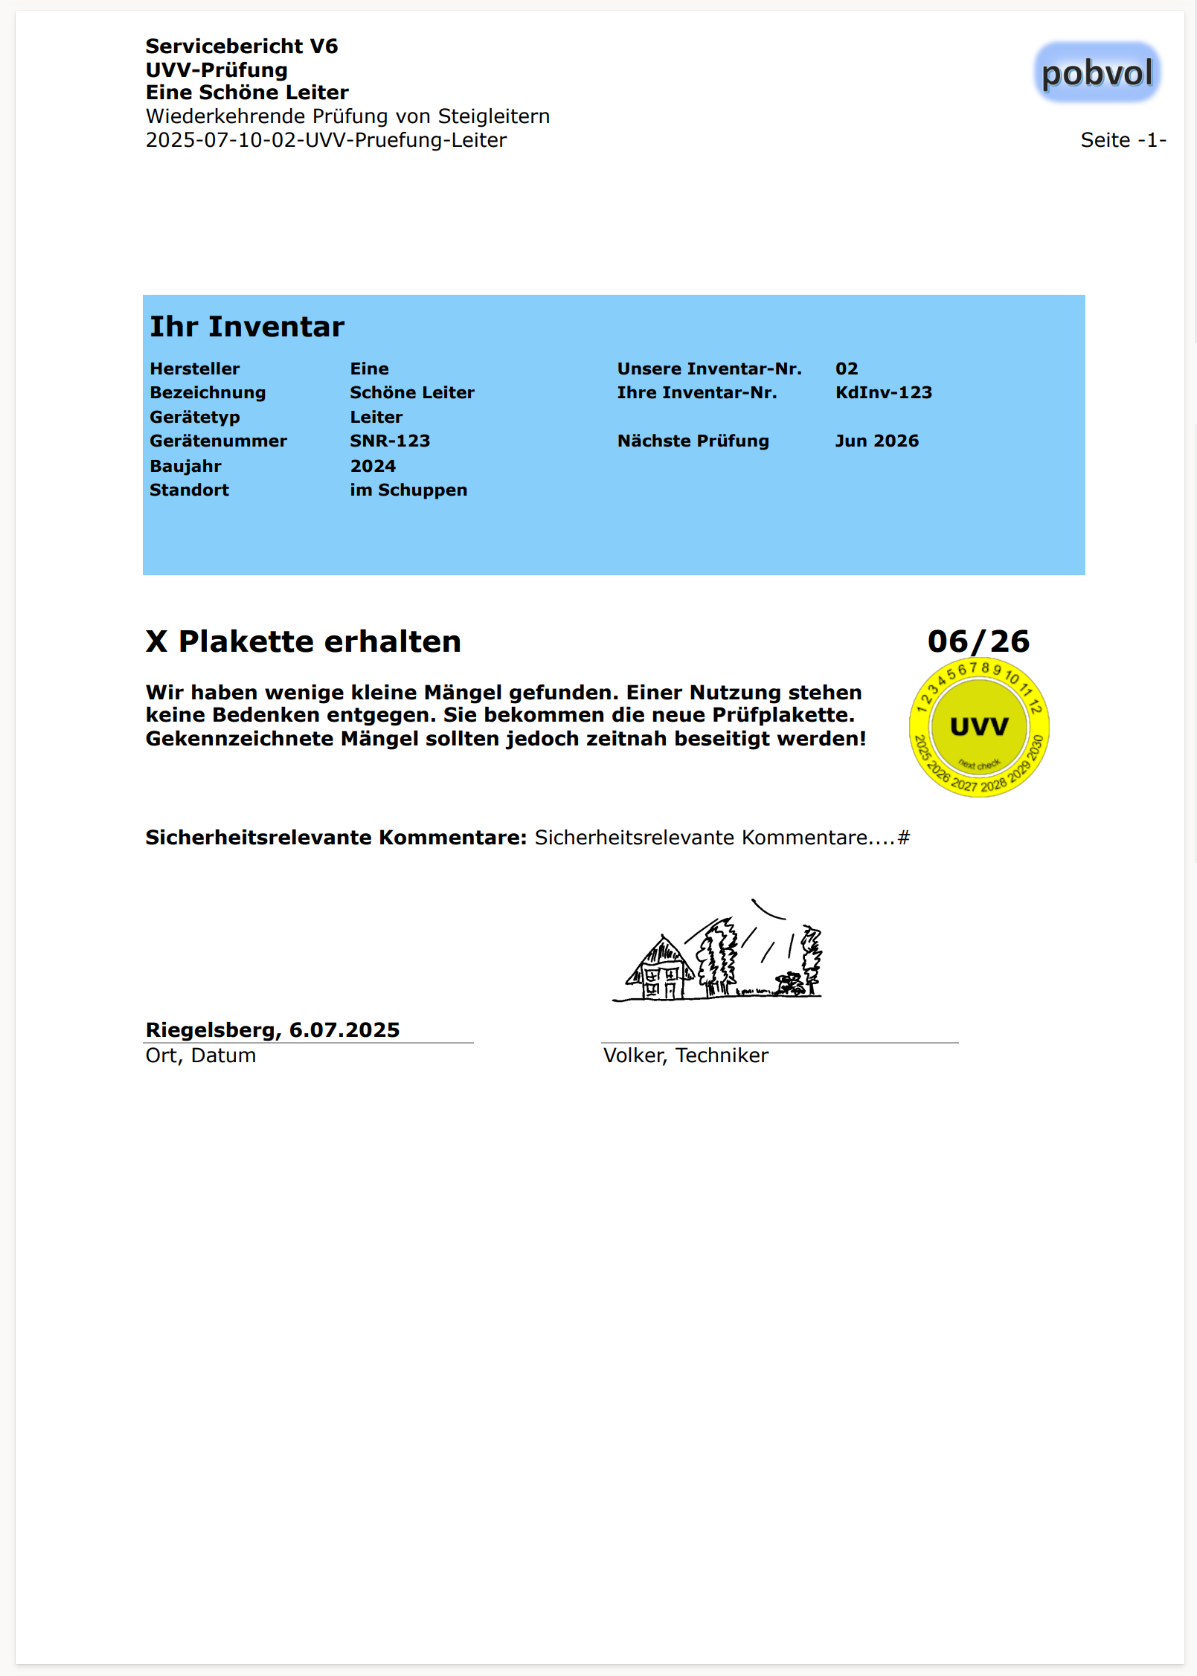 Servicebericht V6
UVV-Prüfung
Eine Schöne Leiter
Wiederkehrende Prüfung von Steigleitern
2025-07-10-02-UVV-Pruefung-Leiter
pobvol
Seite -1-
Ihr Inventar
Hersteller Eine Unsere Inventar-Nr. 02
Bezeichnung Schöne Leiter Ihre Inventar-Nr. KdInv-123
Gerätetyp Leiter
Gerätenummer SNR-123 Nächste Prüfung Jun 2026
Baujahr 2024
Standort im Schuppen
X Plakette erhalten 06/26
Wir haben wenige kleine Mängel gefunden. Einer Nutzung stehen
keine Bedenken entgegen. Sie bekommen die neue Prüfplakette.
Gekennzeichnete Mängel sollten jedoch zeitnah beseitigt werden!
1 2 3 4 5 6 7 8 9 10 11 12
UVV
next check
2025 2026 2027 2028 2029 2030
Sicherheitsrelevante Kommentare: Sicherheitsrelevante Kommentare....#
Riegelsberg, 6.07.2025
Ort, Datum Volker, Techniker